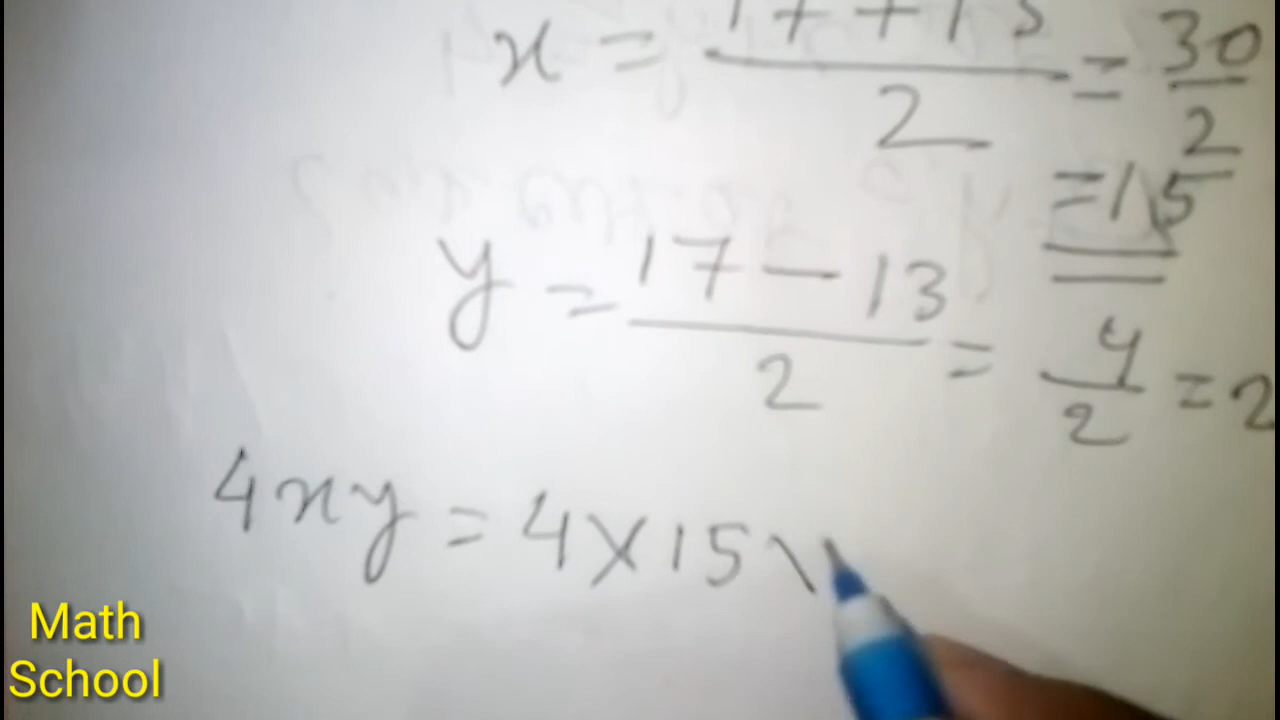 x = 17 + 13 / 2 = 30 / 2
= 15
y = 17 - 13 / 2 = 4 / 2 = 2
4xy = 4 × 15 \
Math
School